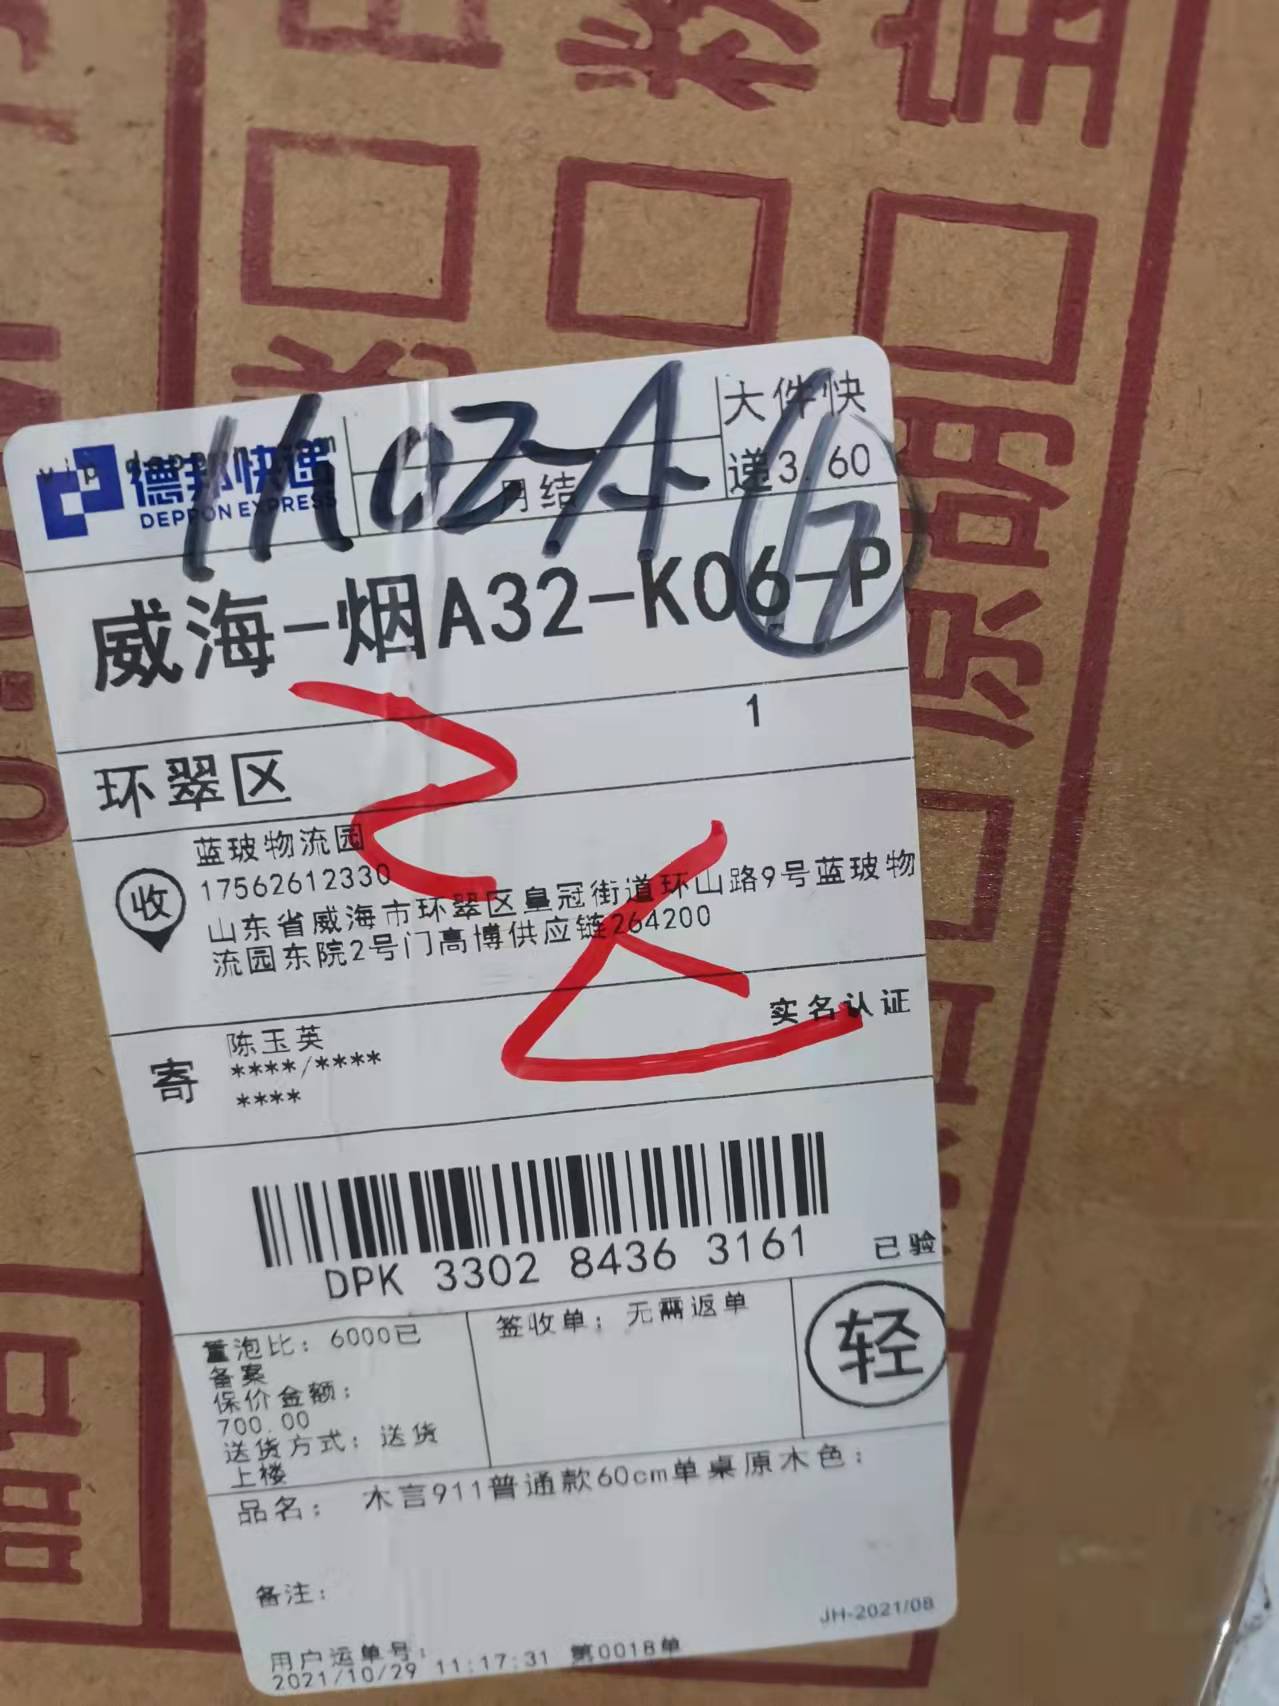 德邦快递
DEPPON EXPRESS
月结
大件快
递3.60
威海-烟A32-K06-P
1
环翠区
收
蓝玻物流园
17562612330
山东省威海市环翠区皇冠街道环山路9号蓝玻物
流园东院2号门高博供应链264200
寄
陈玉英
****/****
****
实名认证
DPK 3302 8436 3161
已验
重泡比：6000已
备案
保价金额：
700.00
送货方式：送货
上楼
签收单：无需返单
轻
品名： 木言911普通款60cm单桌原木色：
备注：
JH-2021/08
用户运单号：
2021/10/29 11:17:31 第0018单